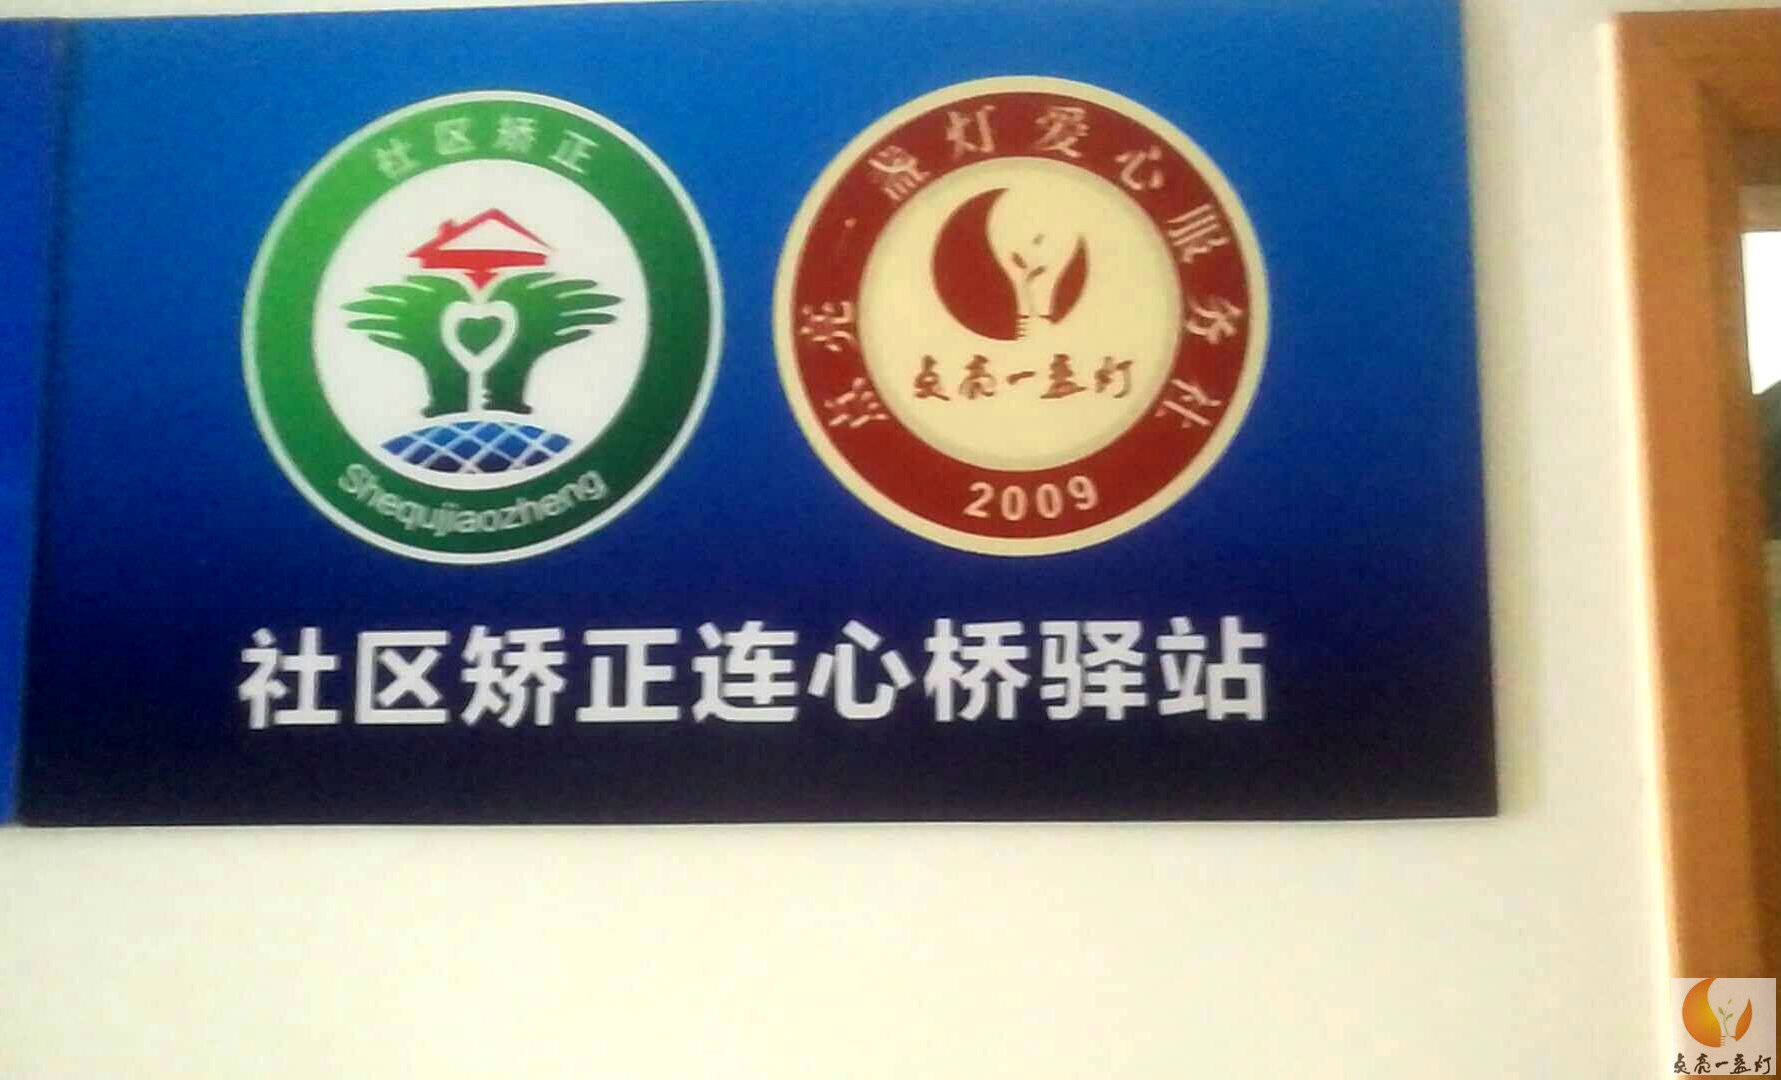 社区矫正
Shequjiaozheng
点亮一盏灯爱心服务社
点亮一盏灯
2009
社区矫正连心桥驿站
点亮一盏灯